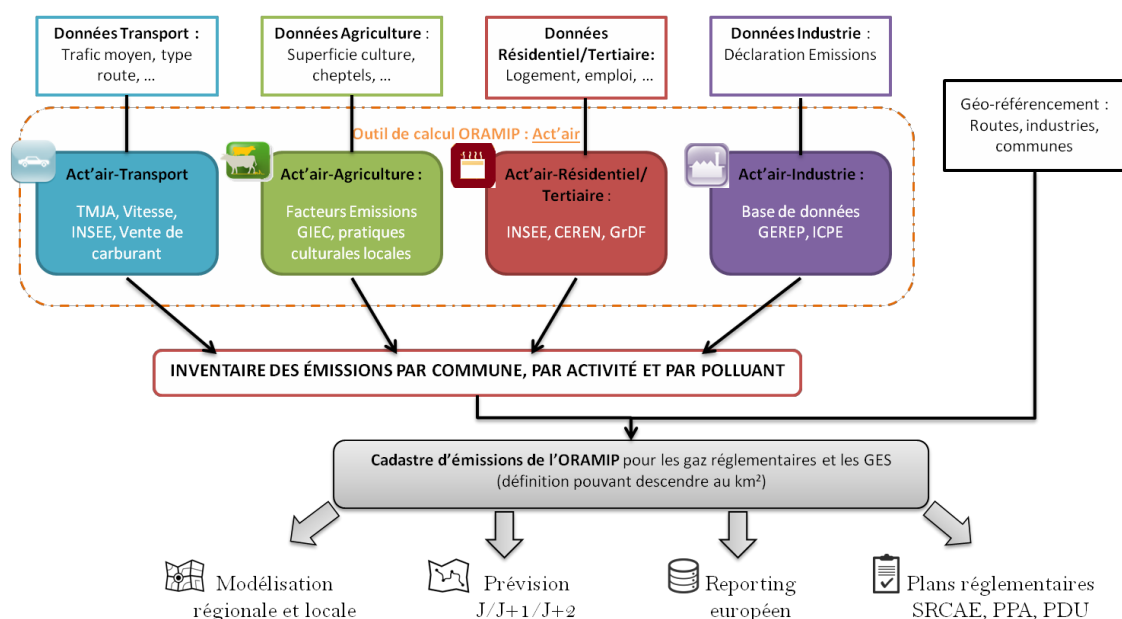 Données Transport :
Trafic moyen, type
route, ...
Données Agriculture :
Superficie culture,
cheptels, ...
Données
Résidentiel/Tertiaire:
Logement, emploi, ...
Données Industrie :
Déclaration Emissions
Géo-référencement :
Routes, industries,
communes
Outil de calcul ORAMIP : Act’air
Act’air-Transport
TMJA, Vitesse,
INSEE, Vente de
carburant
Act’air-Agriculture :
Facteurs Emissions
GIEC, pratiques
culturales locales
Act’air-Résidentiel/
Tertiaire :
INSEE, CEREN, GrDF
Act’air-Industrie :
Base de données
GEREP, ICPE
INVENTAIRE DES ÉMISSIONS PAR COMMUNE, PAR ACTIVITÉ ET PAR POLLUANT
Cadastre d’émissions de l’ORAMIP pour les gaz réglementaires et les GES
(définition pouvant descendre au km²)
Modélisation
régionale et locale
Prévision
J/J+1/J+2
Reporting
européen
Plans réglementaires
SRCAE, PPA, PDU